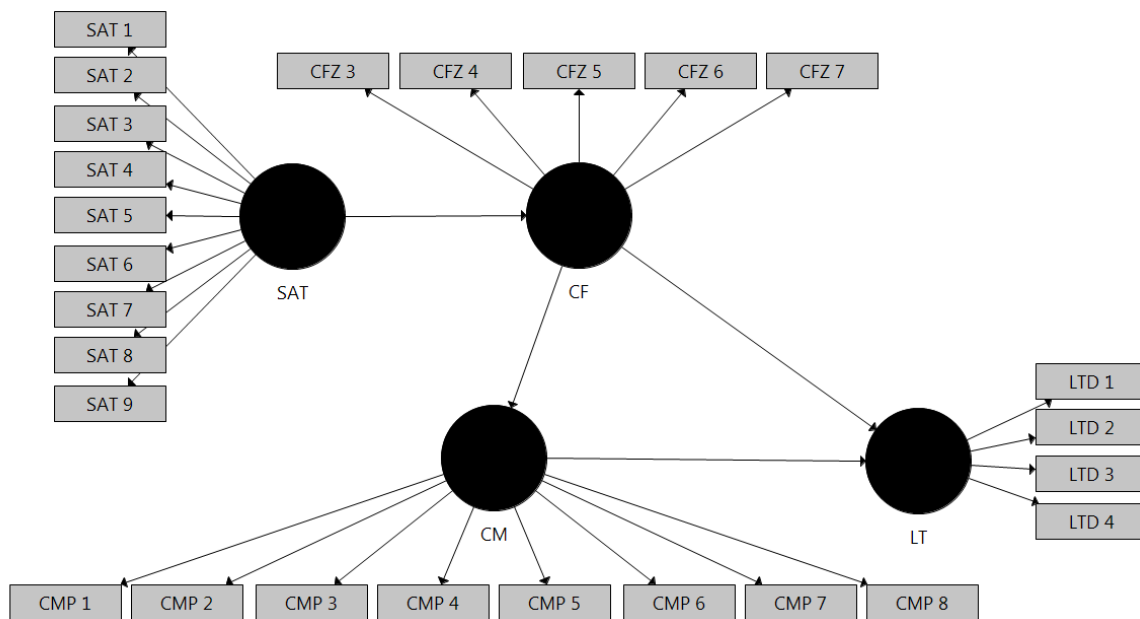 SAT 1
SAT 2
SAT 3
SAT 4
SAT 5
SAT 6
SAT 7
SAT 8
SAT 9
SAT
CFZ 3
CFZ 4
CFZ 5
CFZ 6
CFZ 7
CF
CM
CMP 1
CMP 2
CMP 3
CMP 4
CMP 5
CMP 6
CMP 7
CMP 8
LT
LTD 1
LTD 2
LTD 3
LTD 4